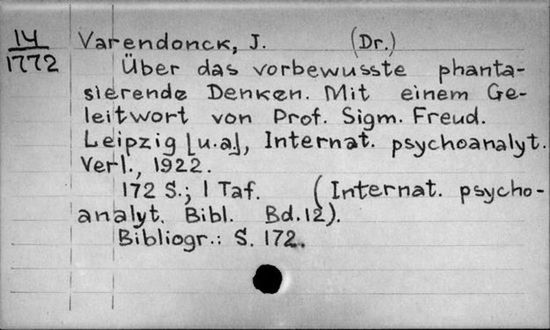 14
1772
Varendonck, J. (Dr.)
Über das vorbewusste phanta-
sierende Denken. Mit einem Ge-
leitwort von Prof. Sigm. Freud.
Leipzig [u.a.], Internat. psychoanalyt.
Verl., 1922.
172 S.; 1 Taf. (Internat. psycho-
analyt. Bibl. Bd.12).
Bibliogr.: S. 172.